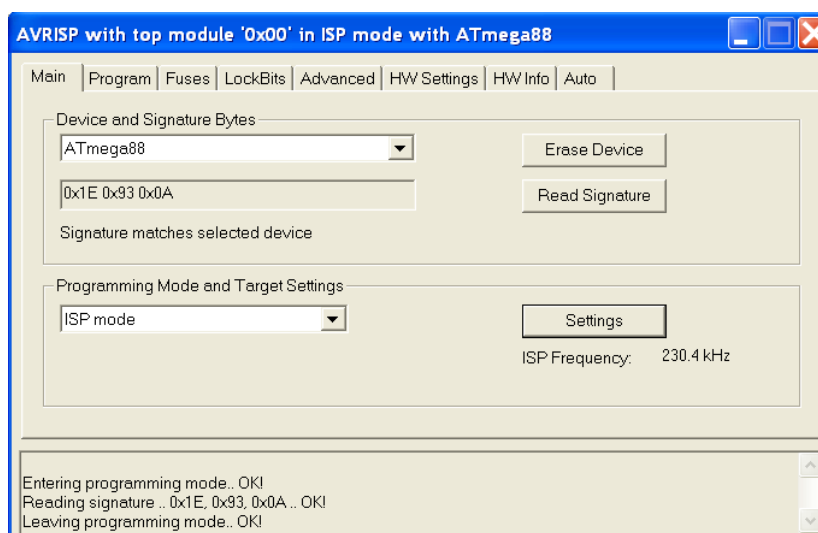 AVRISP with top module '0x00' in ISP mode with ATmega88
Main Program Fuses LockBits Advanced HW Settings HW Info Auto
Device and Signature Bytes
ATmega88
Erase Device
0x1E 0x93 0x0A
Read Signature
Signature matches selected device
Programming Mode and Target Settings
ISP mode
Settings
ISP Frequency: 230.4 kHz
Entering programming mode.. OK!
Reading signature .. 0x1E, 0x93, 0x0A .. OK!
Leaving programming mode.. OK!